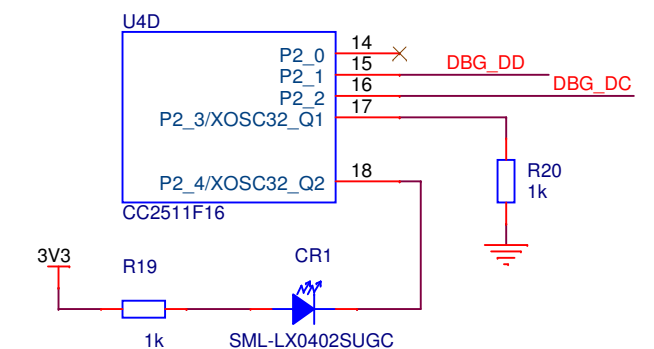 U4D
14
P2_0
15
DBG_DD
P2_1
16
DBG_DC
P2_2
17
P2_3/XOSC32_Q1
18
R20
P2_4/XOSC32_Q2
1k
CC2511F16
3V3
R19
CR1
1k
SML-LX0402SUGC